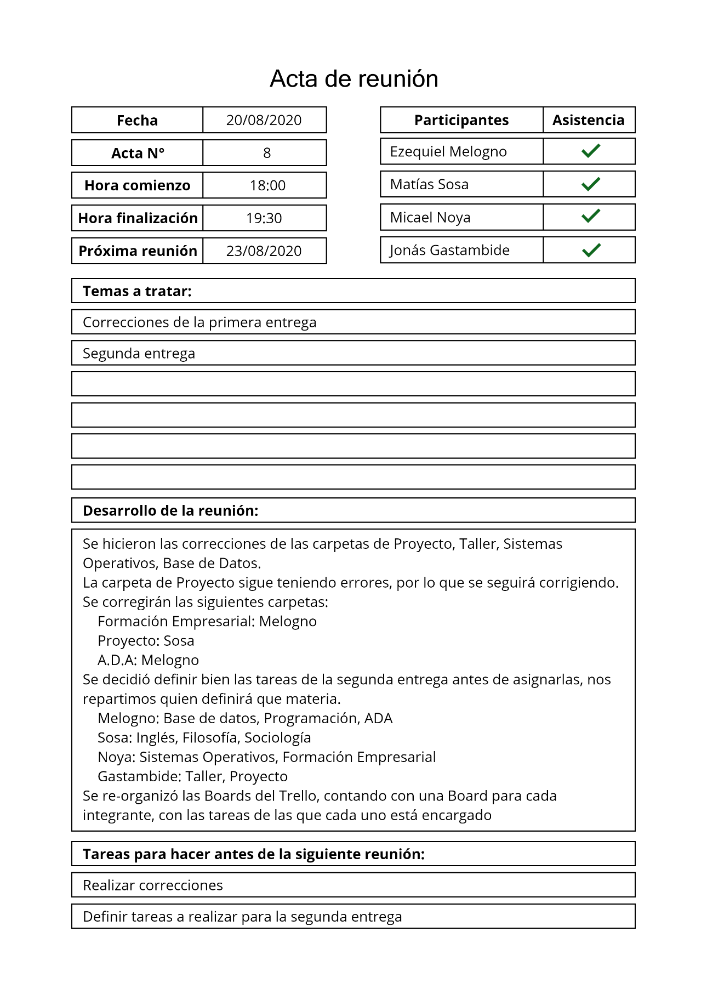 Acta de reunión
Fecha 20/08/2020
Acta N° 8
Hora comienzo 18:00
Hora finalización 19:30
Próxima reunión 23/08/2020
Participantes Asistencia
Ezequiel Melogno
Matías Sosa
Micael Noya
Jonás Gastambide
Temas a tratar:
Correcciones de la primera entrega
Segunda entrega
Desarrollo de la reunión:
Se hicieron las correcciones de las carpetas de Proyecto, Taller, Sistemas
Operativos, Base de Datos.
La carpeta de Proyecto sigue teniendo errores, por lo que se seguirá corrigiendo.
Se corregirán las siguientes carpetas:
Formación Empresarial: Melogno
Proyecto: Sosa
A.D.A: Melogno
Se decidió definir bien las tareas de la segunda entrega antes de asignarlas, nos
repartimos quien definirá que materia.
Melogno: Base de datos, Programación, ADA
Sosa: Inglés, Filosofía, Sociología
Noya: Sistemas Operativos, Formación Empresarial
Gastambide: Taller, Proyecto
Se re-organizó las Boards del Trello, contando con una Board para cada
integrante, con las tareas de las que cada uno está encargado
Tareas para hacer antes de la siguiente reunión:
Realizar correcciones
Definir tareas a realizar para la segunda entrega